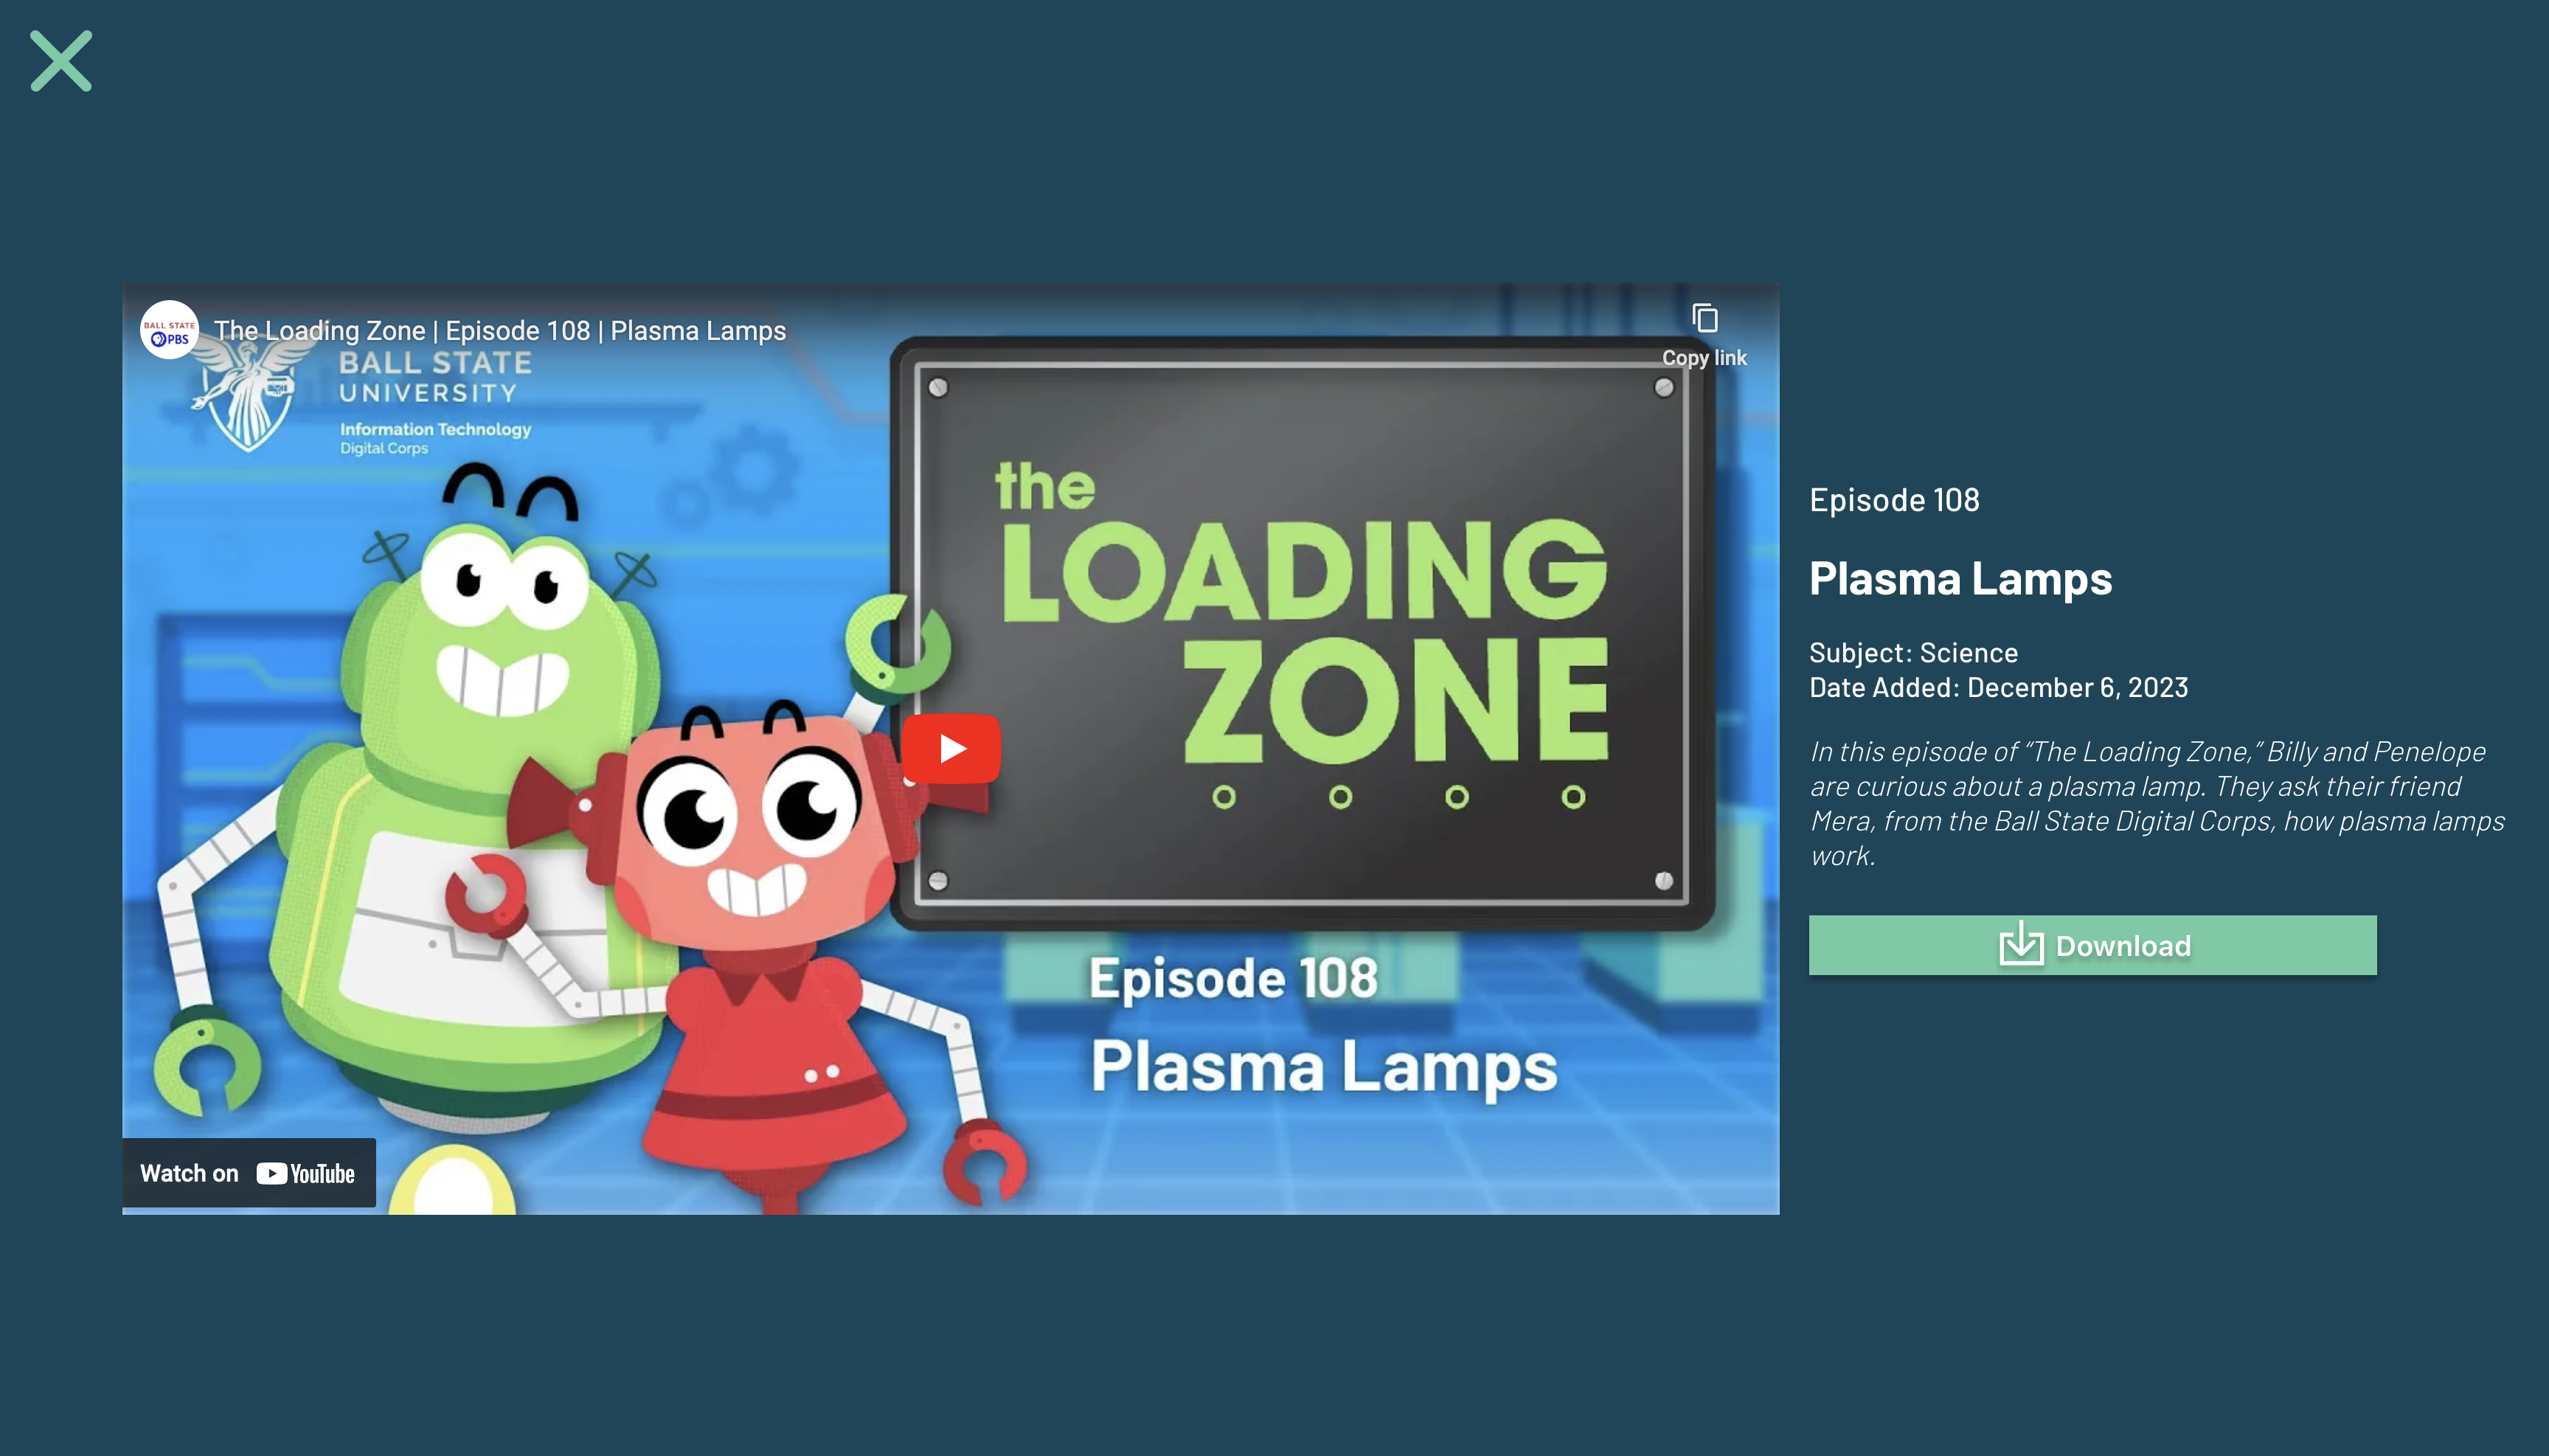 BALL STATE
PBS
The Loading Zone | Episode 108 | Plasma Lamps
Copy link
BALL STATE
UNIVERSITY
Information Technology
Digital Corps
the
LOADING
ZONE
Episode 108
Plasma Lamps
Watch on YouTube
Episode 108
Plasma Lamps
Subject: Science
Date Added: December 6, 2023
In this episode of “The Loading Zone,” Billy and Penelope
are curious about a plasma lamp. They ask their friend
Mera, from the Ball State Digital Corps, how plasma lamps
work.
Download